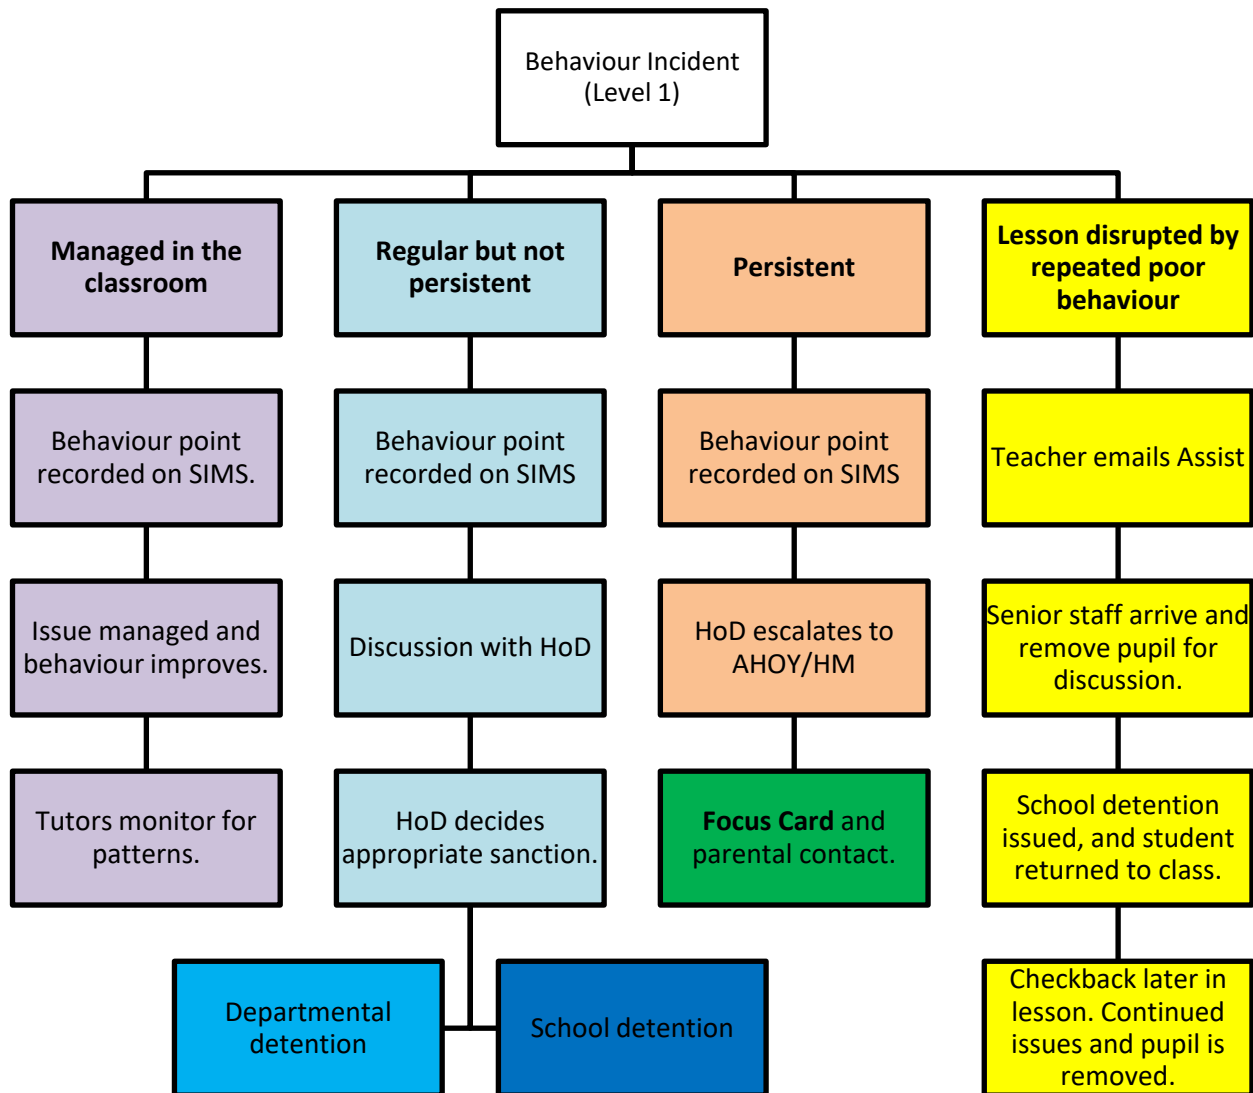 Behaviour Incident
(Level 1)
Managed in the
classroom
Regular but not
persistent
Persistent
Lesson disrupted by
repeated poor
behaviour
Behaviour point
recorded on SIMS.
Behaviour point
recorded on SIMS
Behaviour point
recorded on SIMS
Teacher emails Assist
Issue managed and
behaviour improves.
Discussion with HoD
HoD escalates to
AHOY/HM
Senior staff arrive and
remove pupil for
discussion.
Tutors monitor for
patterns.
HoD decides
appropriate sanction.
Focus Card and
parental contact.
School detention
issued, and student
returned to class.
Departmental
detention
School detention
Checkback later in
lesson. Continued
issues and pupil is
removed.